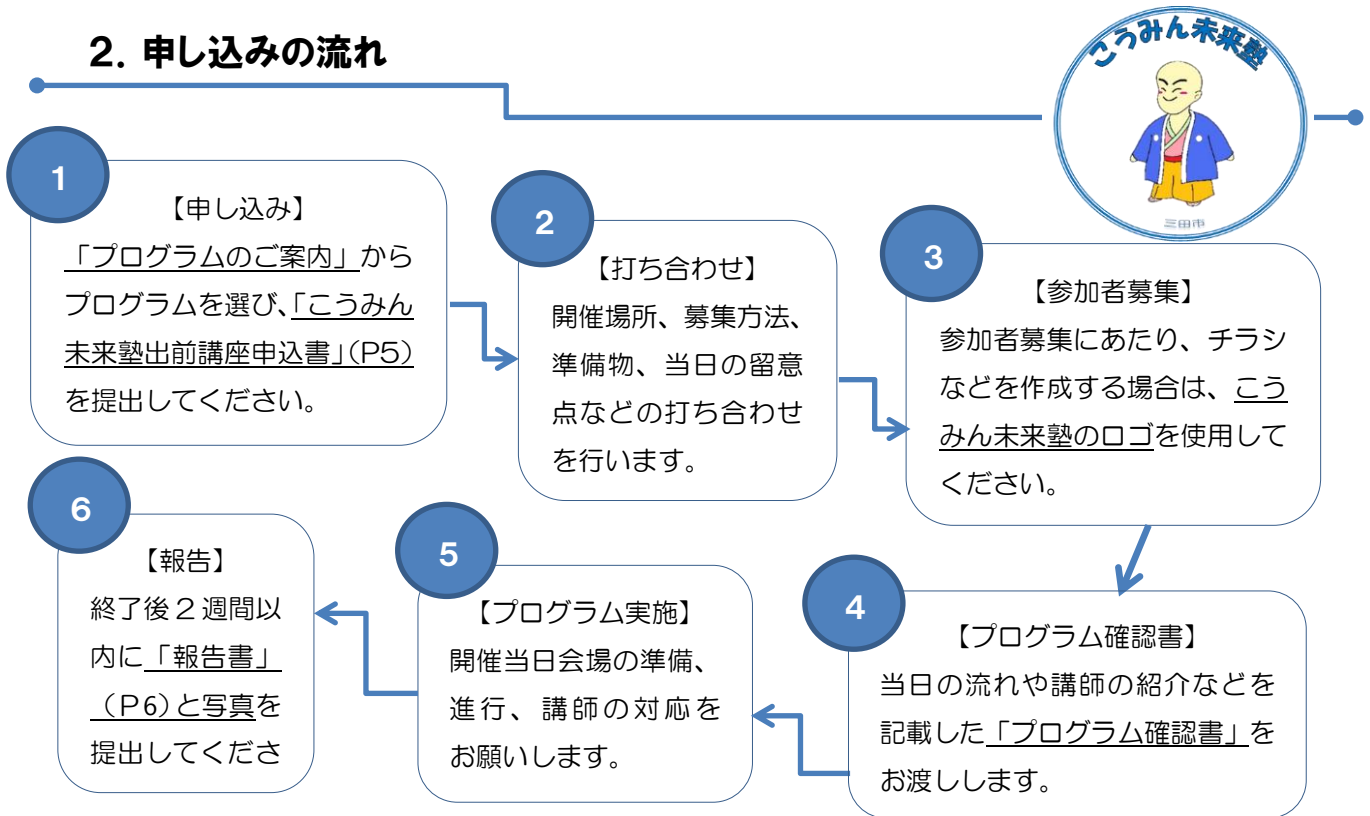 2. 申し込みの流れ
こうみん未来塾
三田市
1
【申し込み】
「プログラムのご案内」から
プログラムを選び、「こうみん
未来塾出前講座申込書」(P5)
を提出してください。
2
【打ち合わせ】
開催場所、募集方法、
準備物、当日の留意
点などの打ち合わせ
を行います。
3
【参加者募集】
参加者募集にあたり、チラシ
などを作成する場合は、こう
みん未来塾のロゴを使用して
ください。
4
【プログラム確認書】
当日の流れや講師の紹介などを
記載した「プログラム確認書」を
お渡しします。
5
【プログラム実施】
開催当日会場の準備、
進行、講師の対応を
お願いします。
6
【報告】
終了後2週間以
内に「報告書」
(P6)と写真を
提出してくださ